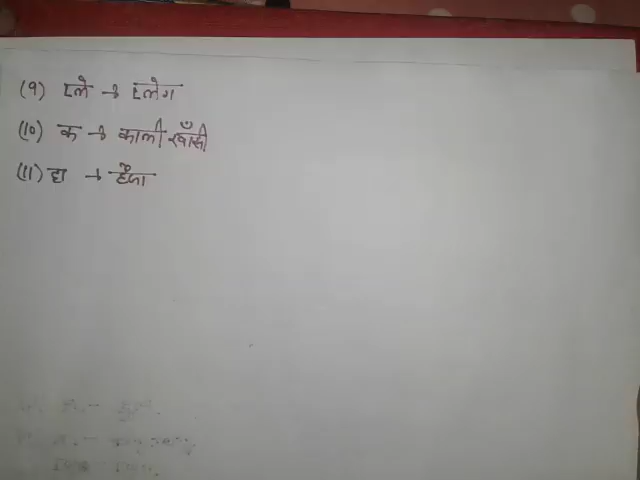 (9) प्ले → प्लेग
(10) क → काली खाँसी
(11) हा → हैजा